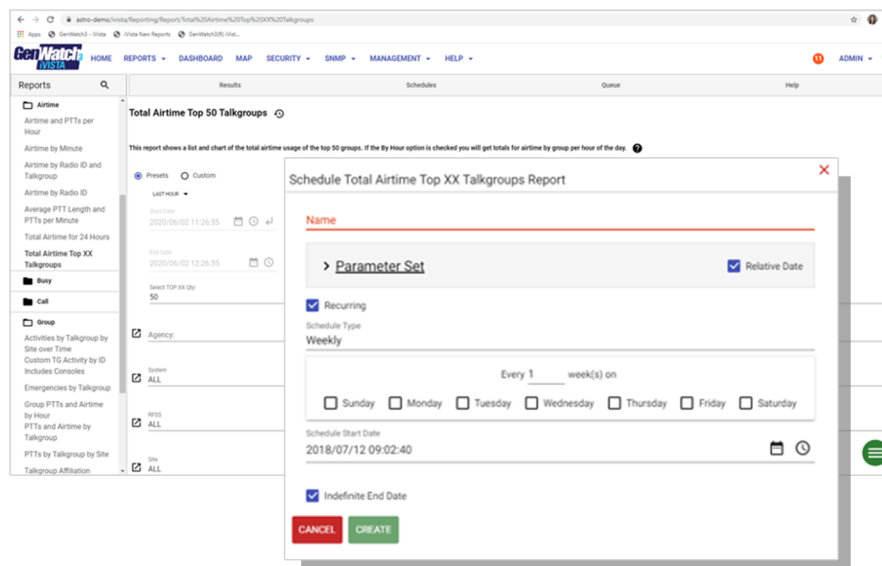 astro-demo/ivista/Reporting/Report/Total%20Airtime%20Top%20XX%20Talkgroups
Apps GenWatch3 - iVista iVista New Reports GenWatch3(R) iVist...
GenWatch3 iVISTA HOME REPORTS DASHBOARD MAP SECURITY SNMP MANAGEMENT HELP 11 ADMIN
Reports Results Schedules Queue Help
Airtime
Airtime and PTTs per
Hour
Airtime by Minute
Airtime by Radio ID and
Talkgroup
Airtime by Radio ID
Average PTT Length and
PTTs per Minute
Total Airtime for 24 Hours
Total Airtime Top XX
Talkgroups
Busy
Call
Group
Activities by Talkgroup by
Site over Time
Custom TG Activity by ID
Includes Consoles
Emergencies by Talkgroup
Group PTTs and Airtime
by Hour
PTTs and Airtime by
Talkgroup
PTTs by Talkgroup by Site
Talkgroup Affiliation
Total Airtime Top 50 Talkgroups
This report shows a list and chart of the total airtime usage of the top 50 groups. If the By Hour option is checked you will get totals for airtime by group per hour of the day.
Presets Custom
LAST HOUR
Start Date
2020/06/02 11:26:55
End Date
2020/06/02 12:26:55
Select TOP XX Qty:
50
Agency:
System
ALL
RFSS
ALL
Site
ALL
Schedule Total Airtime Top XX Talkgroups Report
Name
Parameter Set Relative Date
Recurring
Schedule Type
Weekly
Every 1 week(s) on
Sunday Monday Tuesday Wednesday Thursday Friday Saturday
Schedule Start Date
2018/07/12 09:02:40
Indefinite End Date
CANCEL CREATE